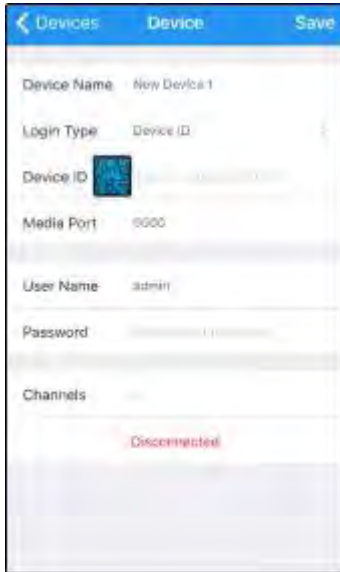 Devices Device Save
Device Name New Device 1
Login Type Device ID
Device ID
Media Port 9000
User Name admin
Password
Channels
Disconnected